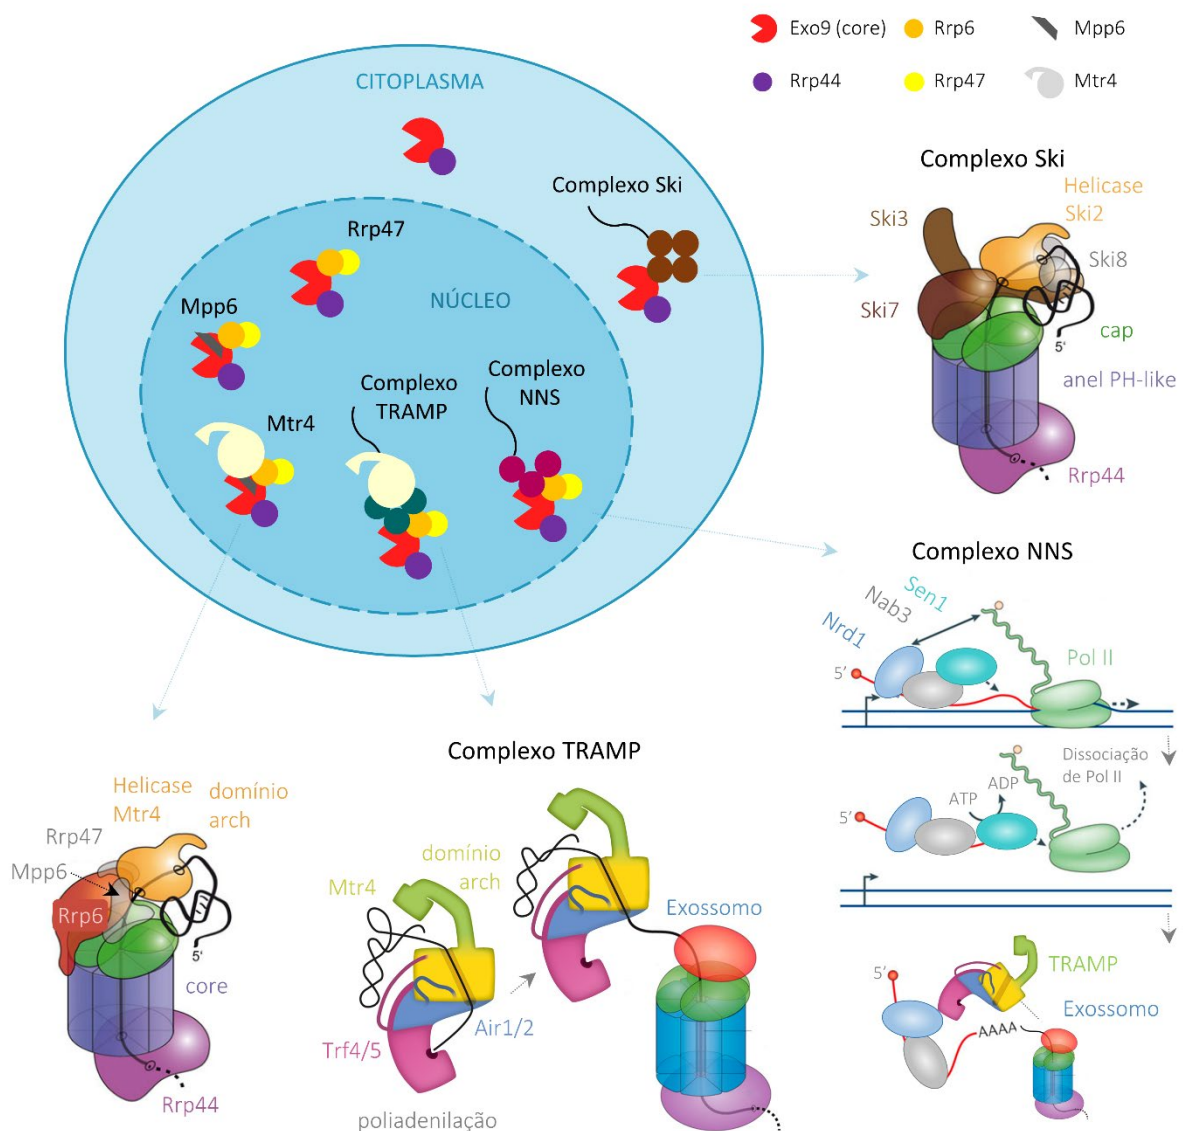 Exo9 (core)
Rrp6
Mpp6
Rrp44
Rrp47
Mtr4
CITOPLASMA
Complexo Ski
Rrp47
NÚCLEO
Mpp6
Mtr4
Complexo
TRAMP
Complexo
NNS
Complexo Ski
Helicase
Ski2
Ski3
Ski8
Ski7
cap
5'
anel PH-like
Rrp44
Complexo NNS
Nrd1
Nab3
Sen1
Pol II
5'
Dissociação
de Pol II
ATP
ADP
5'
5'
TRAMP
Exossomo
AAAA
Helicase
Mtr4
domínio
arch
Rrp47
Mpp6
Rrp6
5'
core
Rrp44
Complexo TRAMP
domínio
arch
Mtr4
Exossomo
Air1/2
Trf4/5
poliadenilação